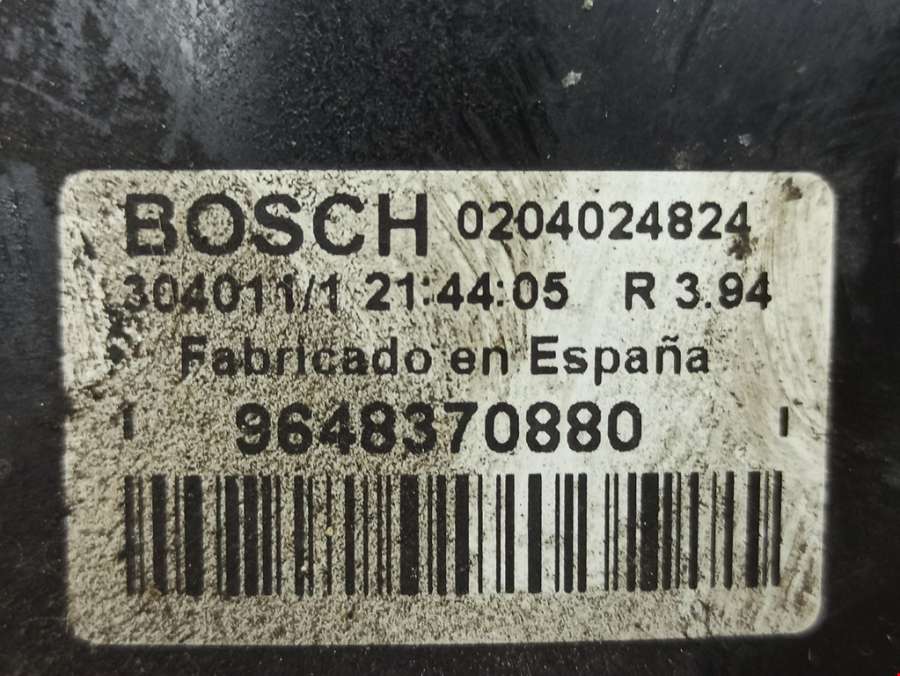 BOSCH 0204024824
304011/1 21:44:05 R 3.94
Fabricado en España
9648370880